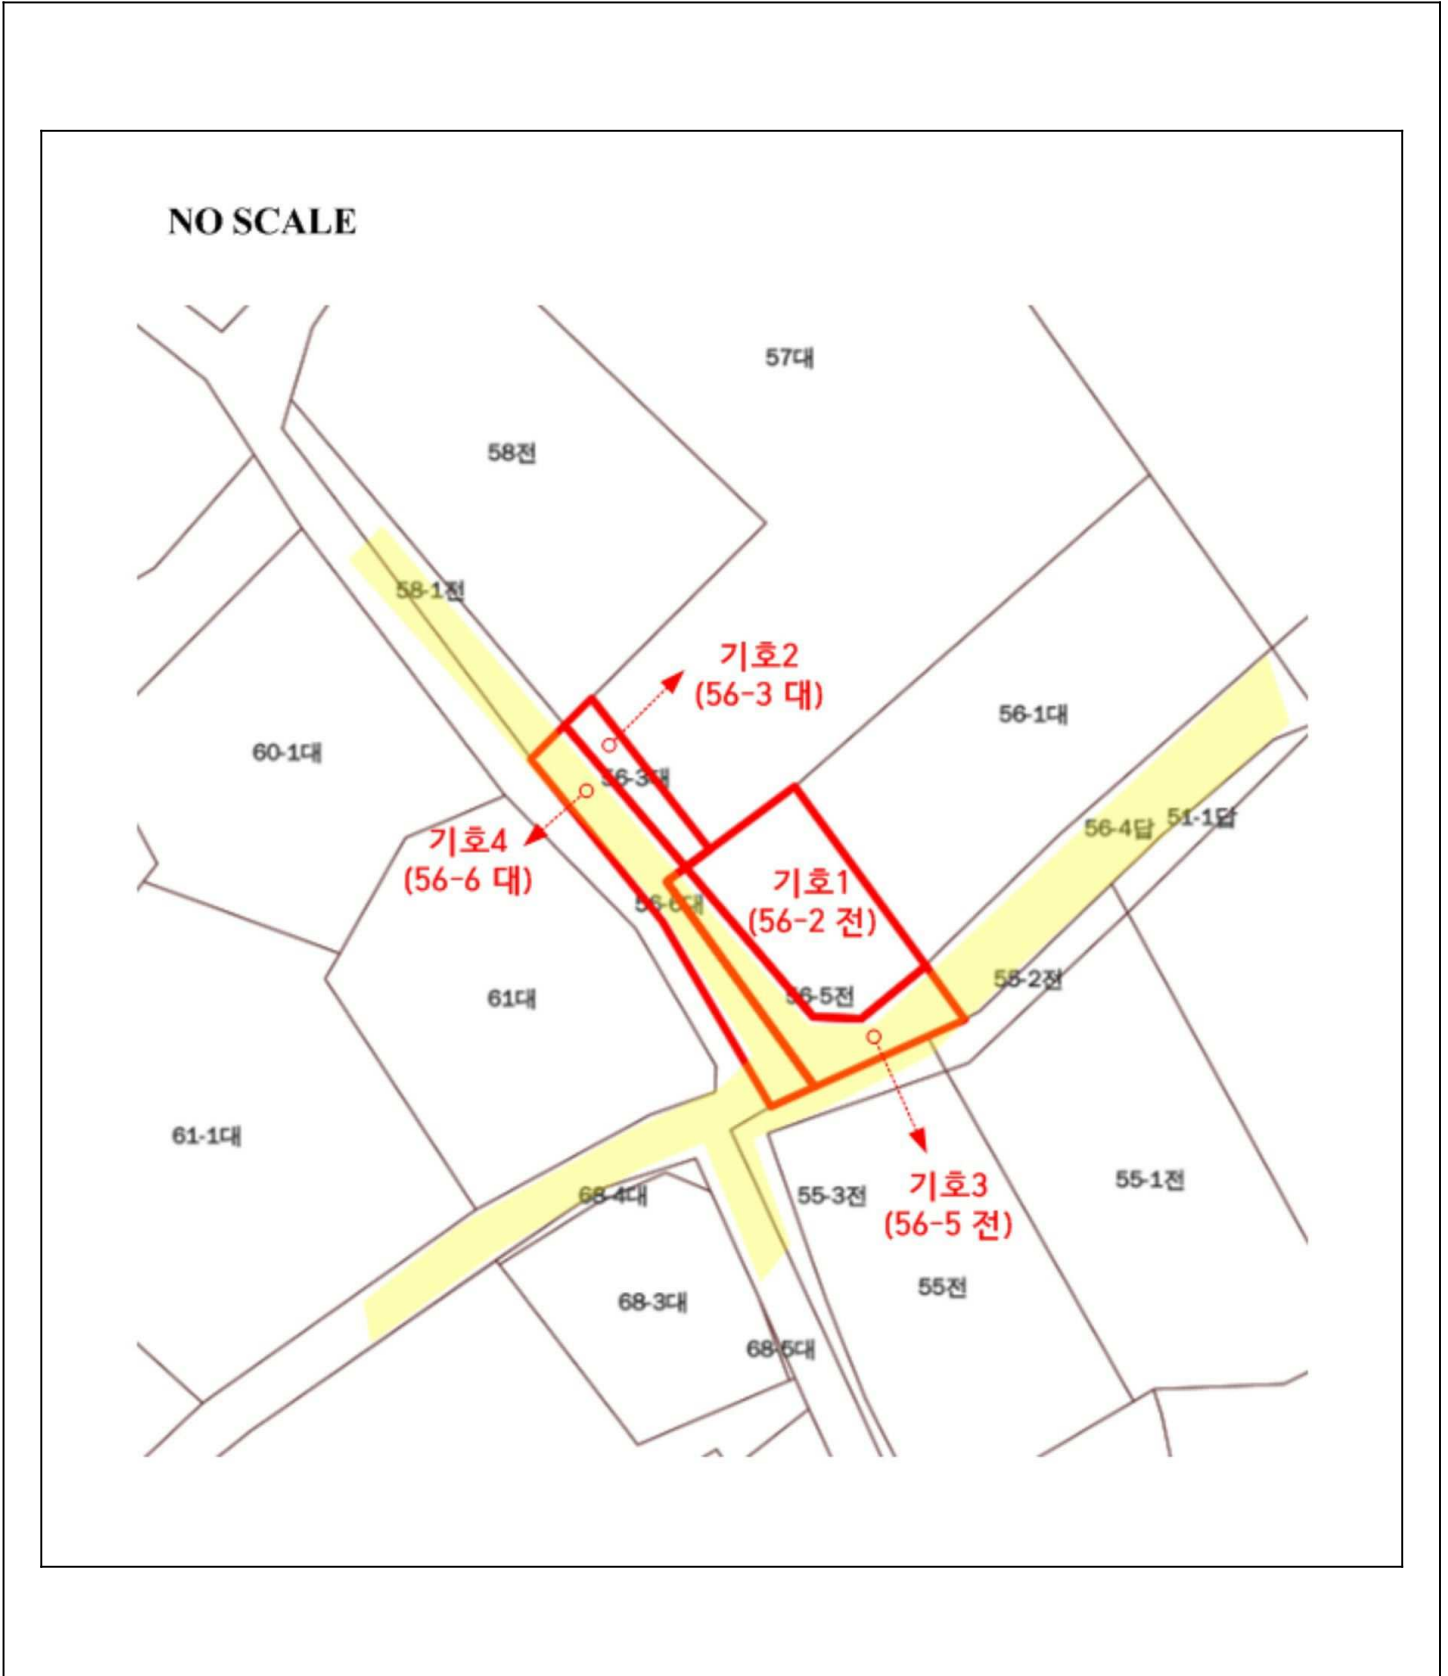 NO SCALE
57대
58전
58-1전
기호2
(56-3 대)
56-1대
60-1대
56-3대
기호4
(56-6 대)
56-4답
51-1답
기호1
(56-2 전)
56-6대
55-2전
56-5전
61대
61-1대
55-1전
기호3
(56-5 전)
68-4대
55-3전
55전
68-3대
68-5대